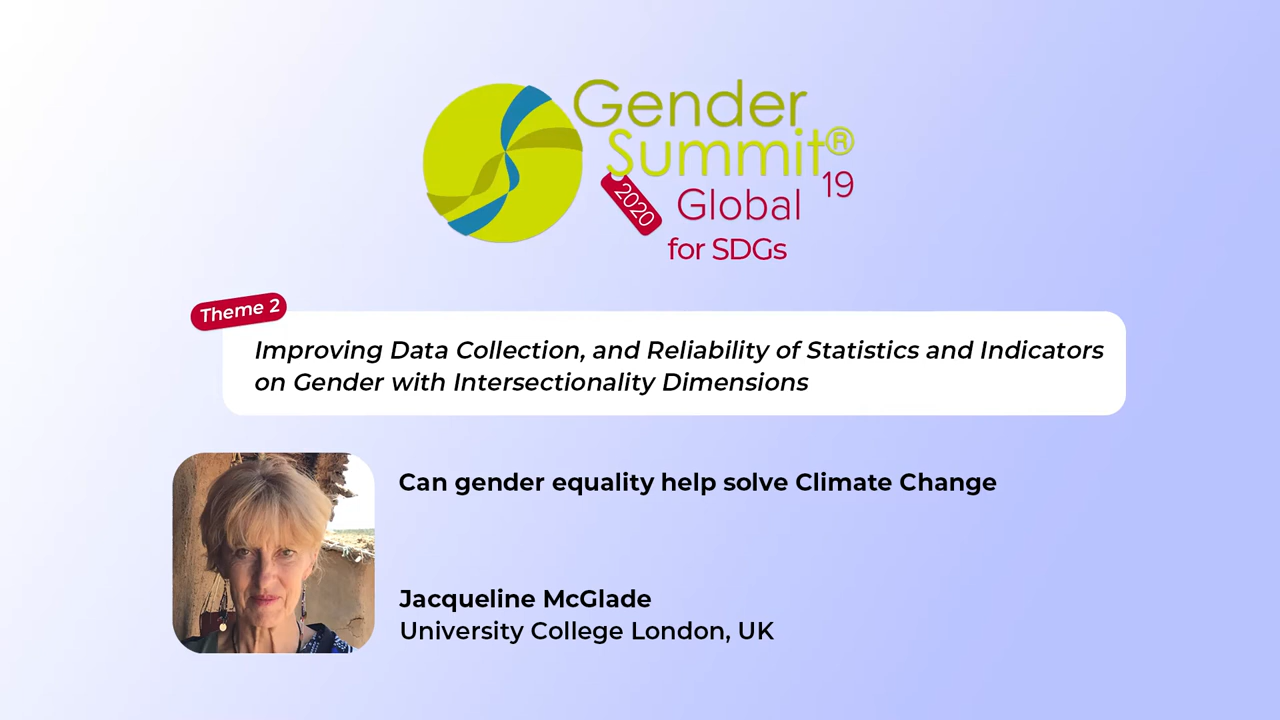 Gender
Summit®
19
2020
Global
for SDGs
Theme 2
Improving Data Collection, and Reliability of Statistics and Indicators
on Gender with Intersectionality Dimensions
Can gender equality help solve Climate Change
Jacqueline McGlade
University College London, UK